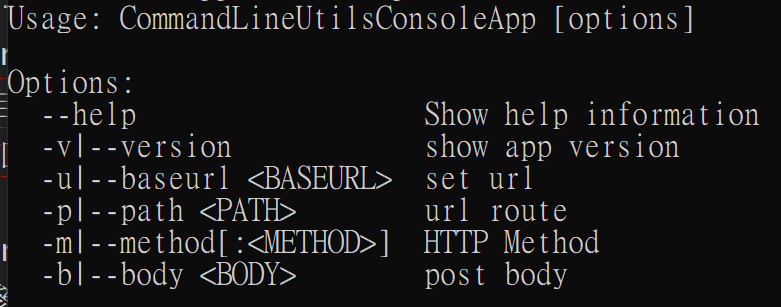 Usage: CommandLineUtilsConsoleApp [options]
Options:
--help Show help information
-v|--version show app version
-u|--baseurl <BASEURL> set url
-p|--path <PATH> url route
-m|--method[:<METHOD>] HTTP Method
-b|--body <BODY> post body